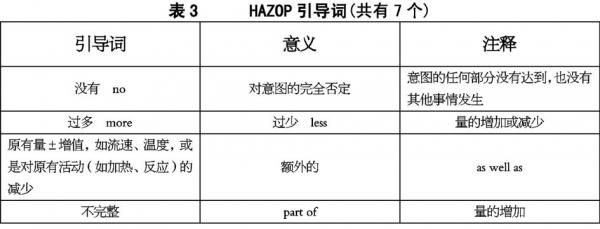 表3 HAZOP 引导词(共有 7 个)
引导词 意义 注释
没有 no 对意图的完全否定 意图的任何部分没有达到,也没有
其他事情发生
过多 more 过少 less 量的增加或减少
原有量±增值,如流速、温度,或
是对原有活动(如加热、反应)的
减少
额外的 as well as
不完整 part of 量的增加